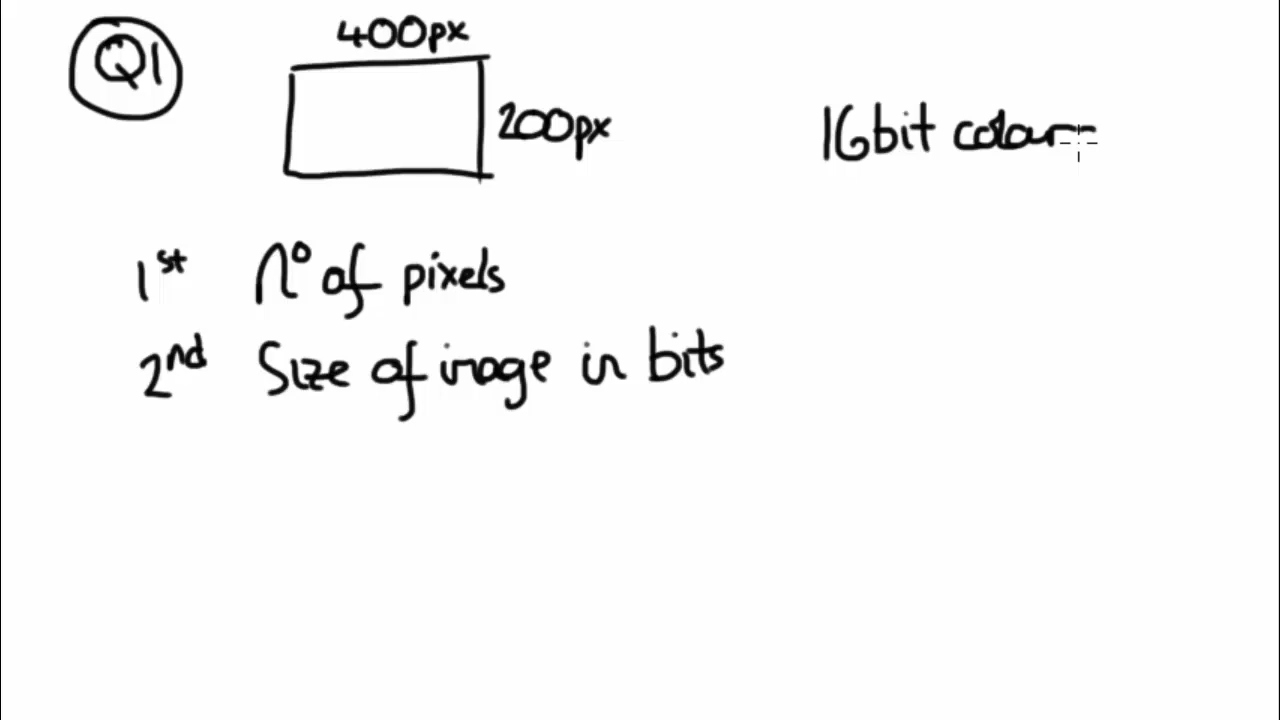 Q1
400px
200px
16bit colour
1st No of pixels
2nd Size of image in bits